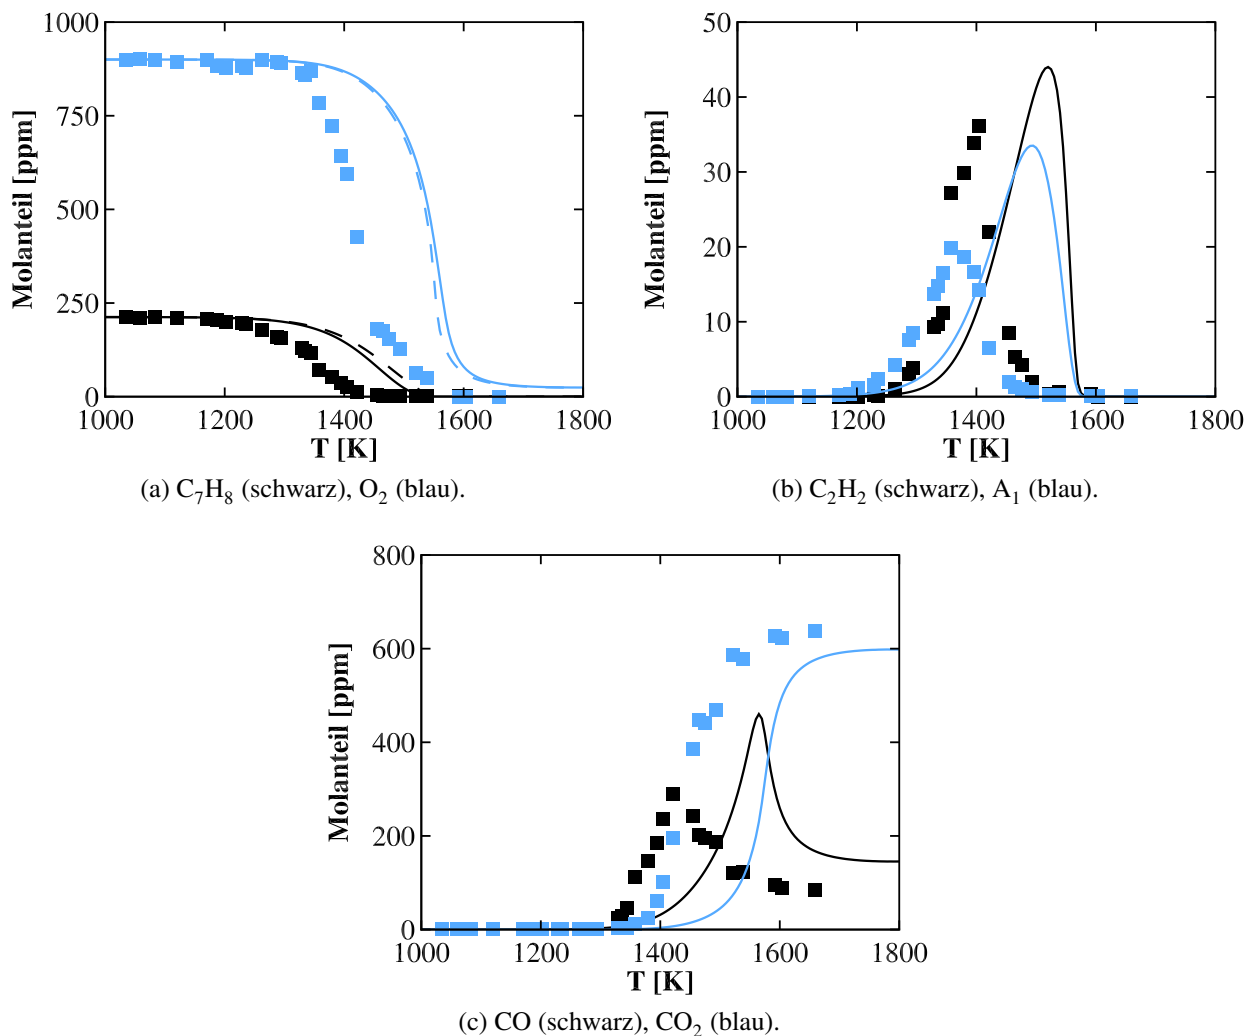 1000
750
500
250
0
Molanteil [ppm]
1000 1200 1400 1600 1800
T [K]
(a) C₇H₈ (schwarz), O₂ (blau).
50
40
30
20
10
0
Molanteil [ppm]
1000 1200 1400 1600 1800
T [K]
(b) C₂H₂ (schwarz), A₁ (blau).
800
600
400
200
0
Molanteil [ppm]
1000 1200 1400 1600 1800
T [K]
(c) CO (schwarz), CO₂ (blau).